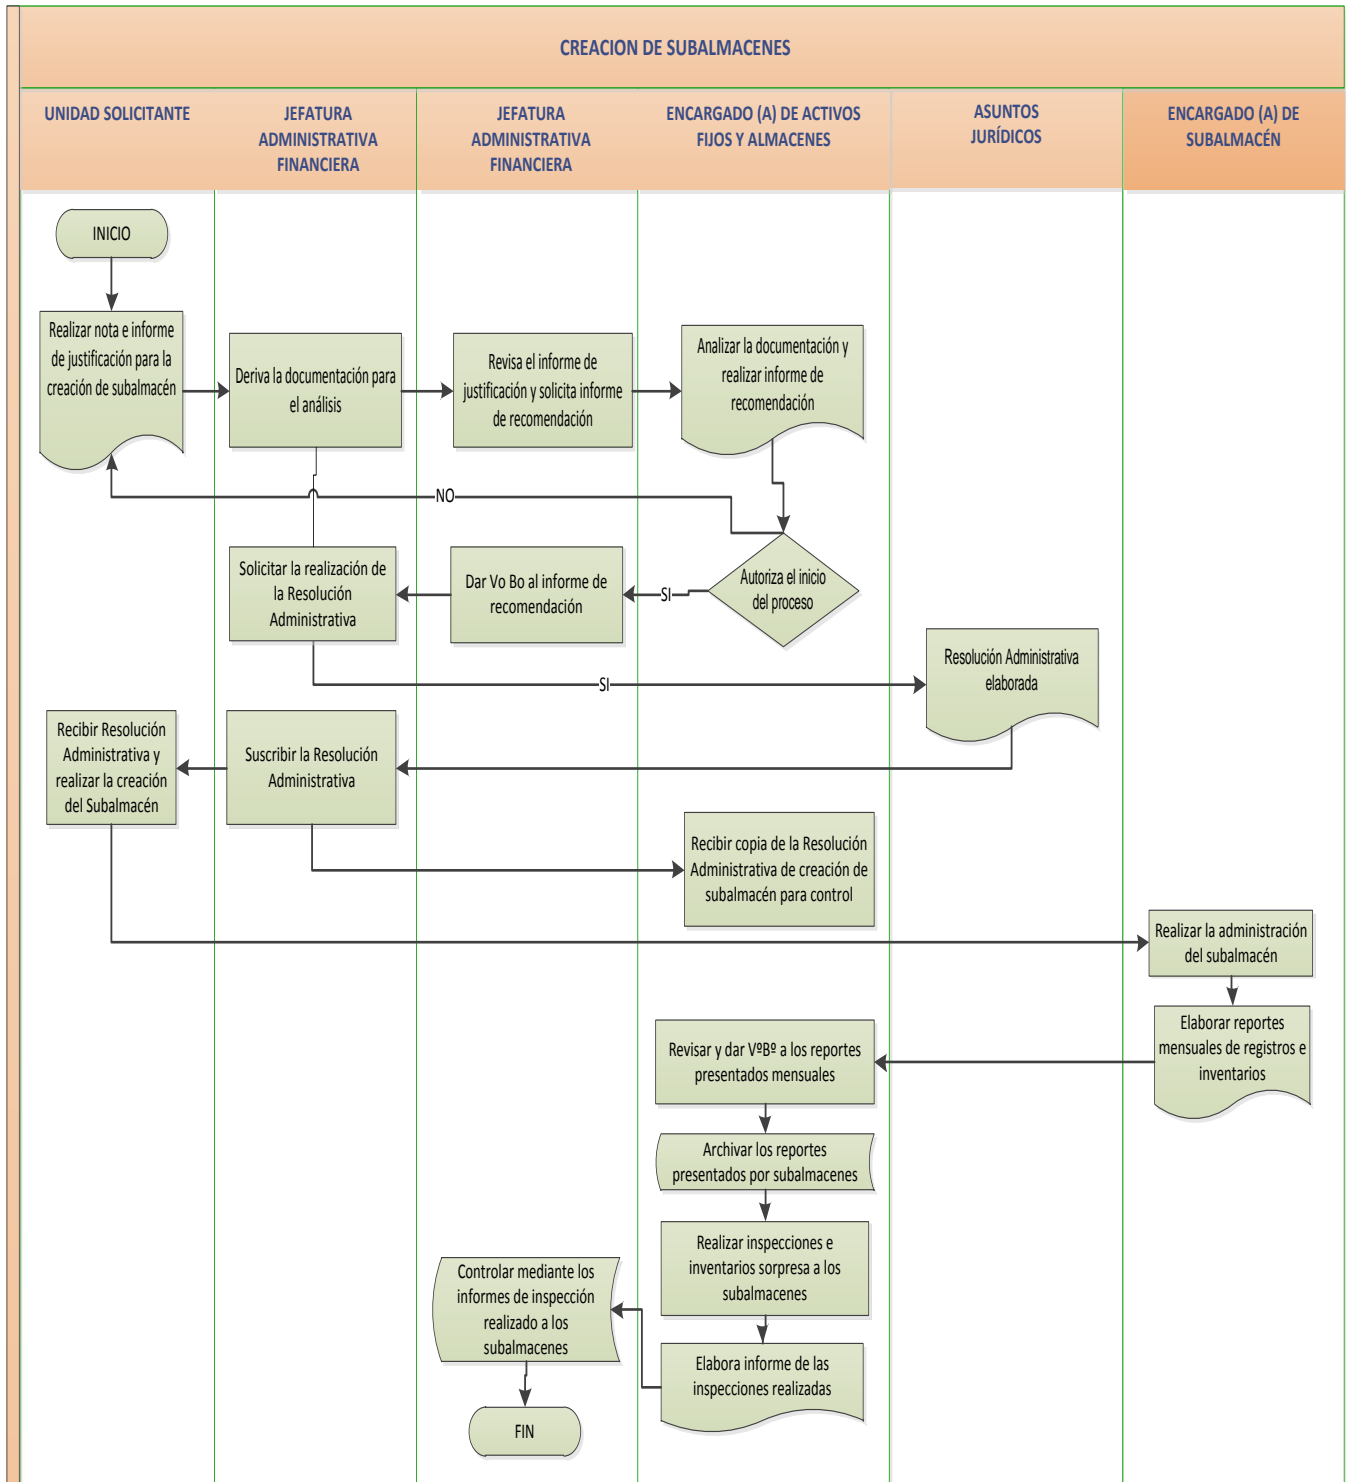 CREACION DE SUBALMACENES
UNIDAD SOLICITANTE
JEFATURA
ADMINISTRATIVA
FINANCIERA
JEFATURA
ADMINISTRATIVA
FINANCIERA
ENCARGADO (A) DE ACTIVOS
FIJOS Y ALMACENES
ASUNTOS
JURÍDICOS
ENCARGADO (A) DE
SUBALMACÉN
INICIO
Realizar nota e informe
de justificación para la
creación de subalmacén
Deriva la documentación para
el análisis
Revisa el informe de
justificación y solicita informe
de recomendación
Analizar la documentación y
realizar informe de
recomendación
NO
Solicitar la realización de
la Resolución
Administrativa
Dar Vo Bo al informe de
recomendación
SI
Autoriza el inicio
del proceso
SI
Resolución Administrativa
elaborada
Recibir Resolución
Administrativa y
realizar la creación
del Subalmacén
Suscribir la Resolución
Administrativa
Recibir copia de la Resolución
Administrativa de creación de
subalmacén para control
Realizar la administración
del subalmacén
Elaborar reportes
mensuales de registros e
inventarios
Revisar y dar VºBº a los reportes
presentados mensuales
Archivar los reportes
presentados por subalmacenes
Realizar inspecciones e
inventarios sorpresa a los
subalmacenes
Controlar mediante los
informes de inspección
realizado a los
subalmacenes
Elabora informe de las
inspecciones realizadas
FIN